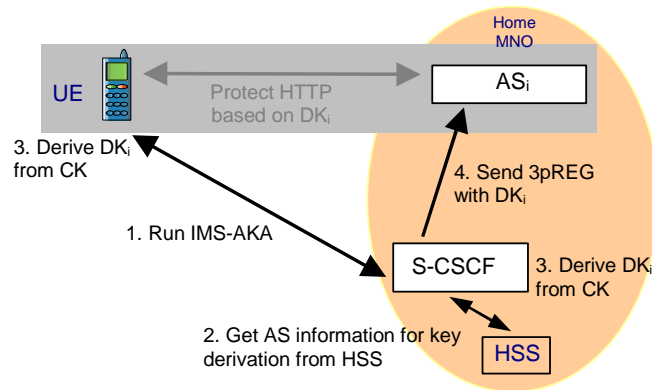 Home
MNO
UE
Protect HTTP
based on DKi
ASi
3. Derive DKi
from CK
4. Send 3pREG
with DKi
1. Run IMS-AKA
S-CSCF
3. Derive DKi
from CK
2. Get AS information for key
derivation from HSS
HSS